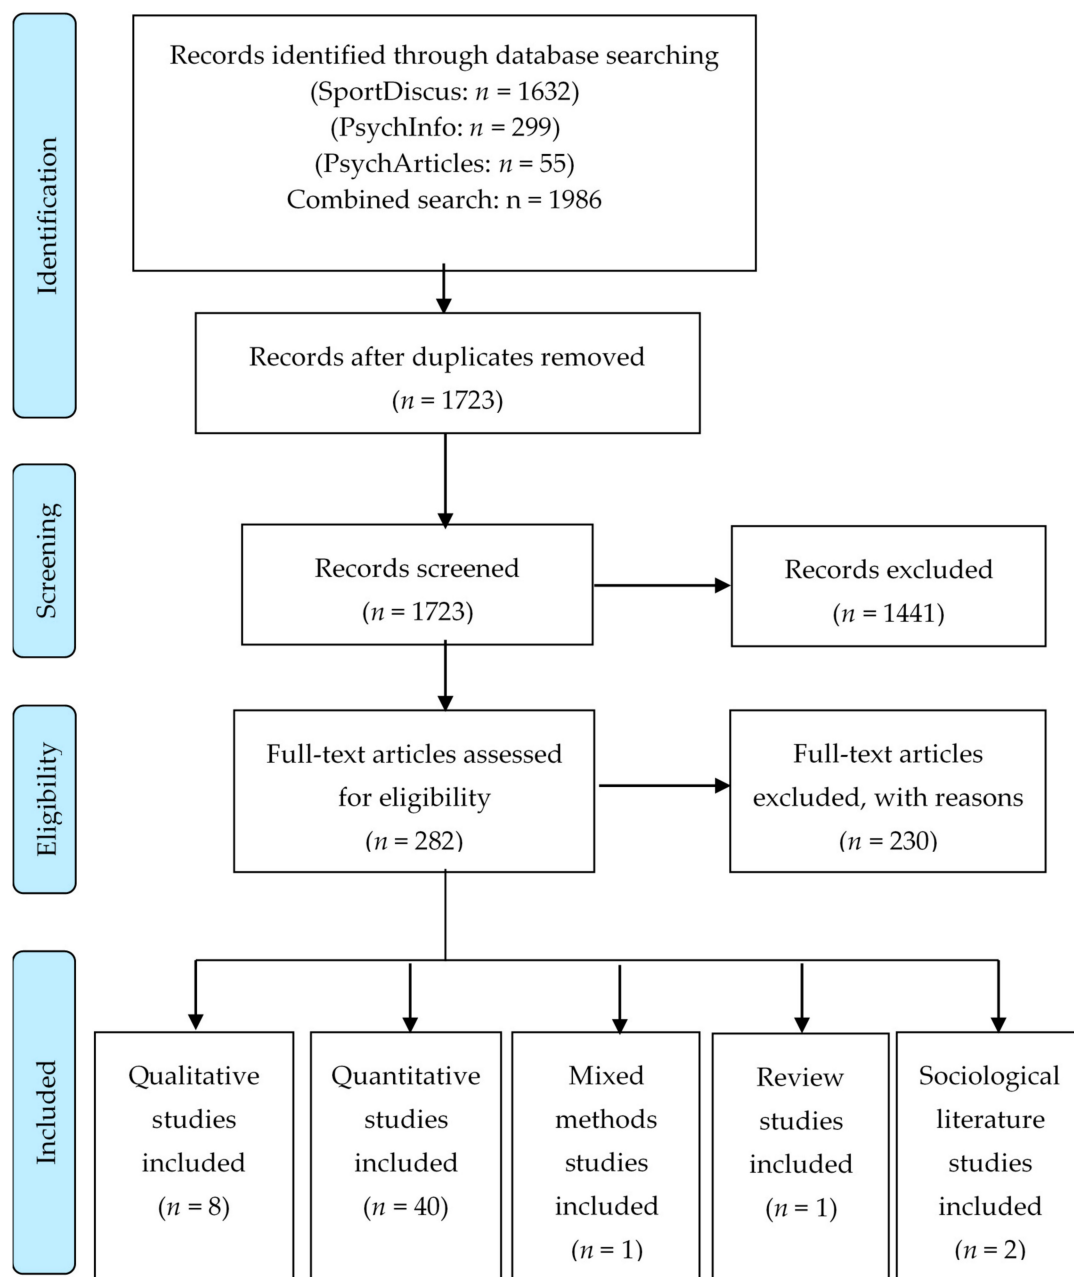 Identification
Records identified through database searching
(SportDiscus: n = 1632)
(PsychInfo: n = 299)
(PsychArticles: n = 55)
Combined search: n = 1986
Records after duplicates removed
(n = 1723)
Screening
Records screened
(n = 1723)
Records excluded
(n = 1441)
Eligibility
Full-text articles assessed
for eligibility
(n = 282)
Full-text articles
excluded, with reasons
(n = 230)
Included
Qualitative
studies
included
(n = 8)
Quantitative
studies
included
(n = 40)
Mixed
methods
studies
included
(n = 1)
Review
studies
included
(n = 1)
Sociological
literature
studies
included
(n = 2)